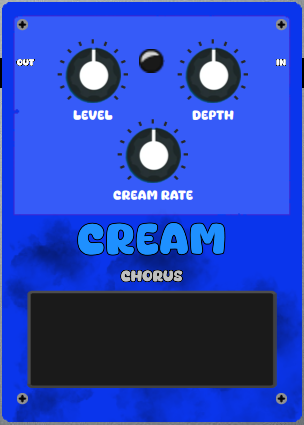 OUT IN
LEVEL DEPTH
CREAM RATE
CREAM
CHORUS